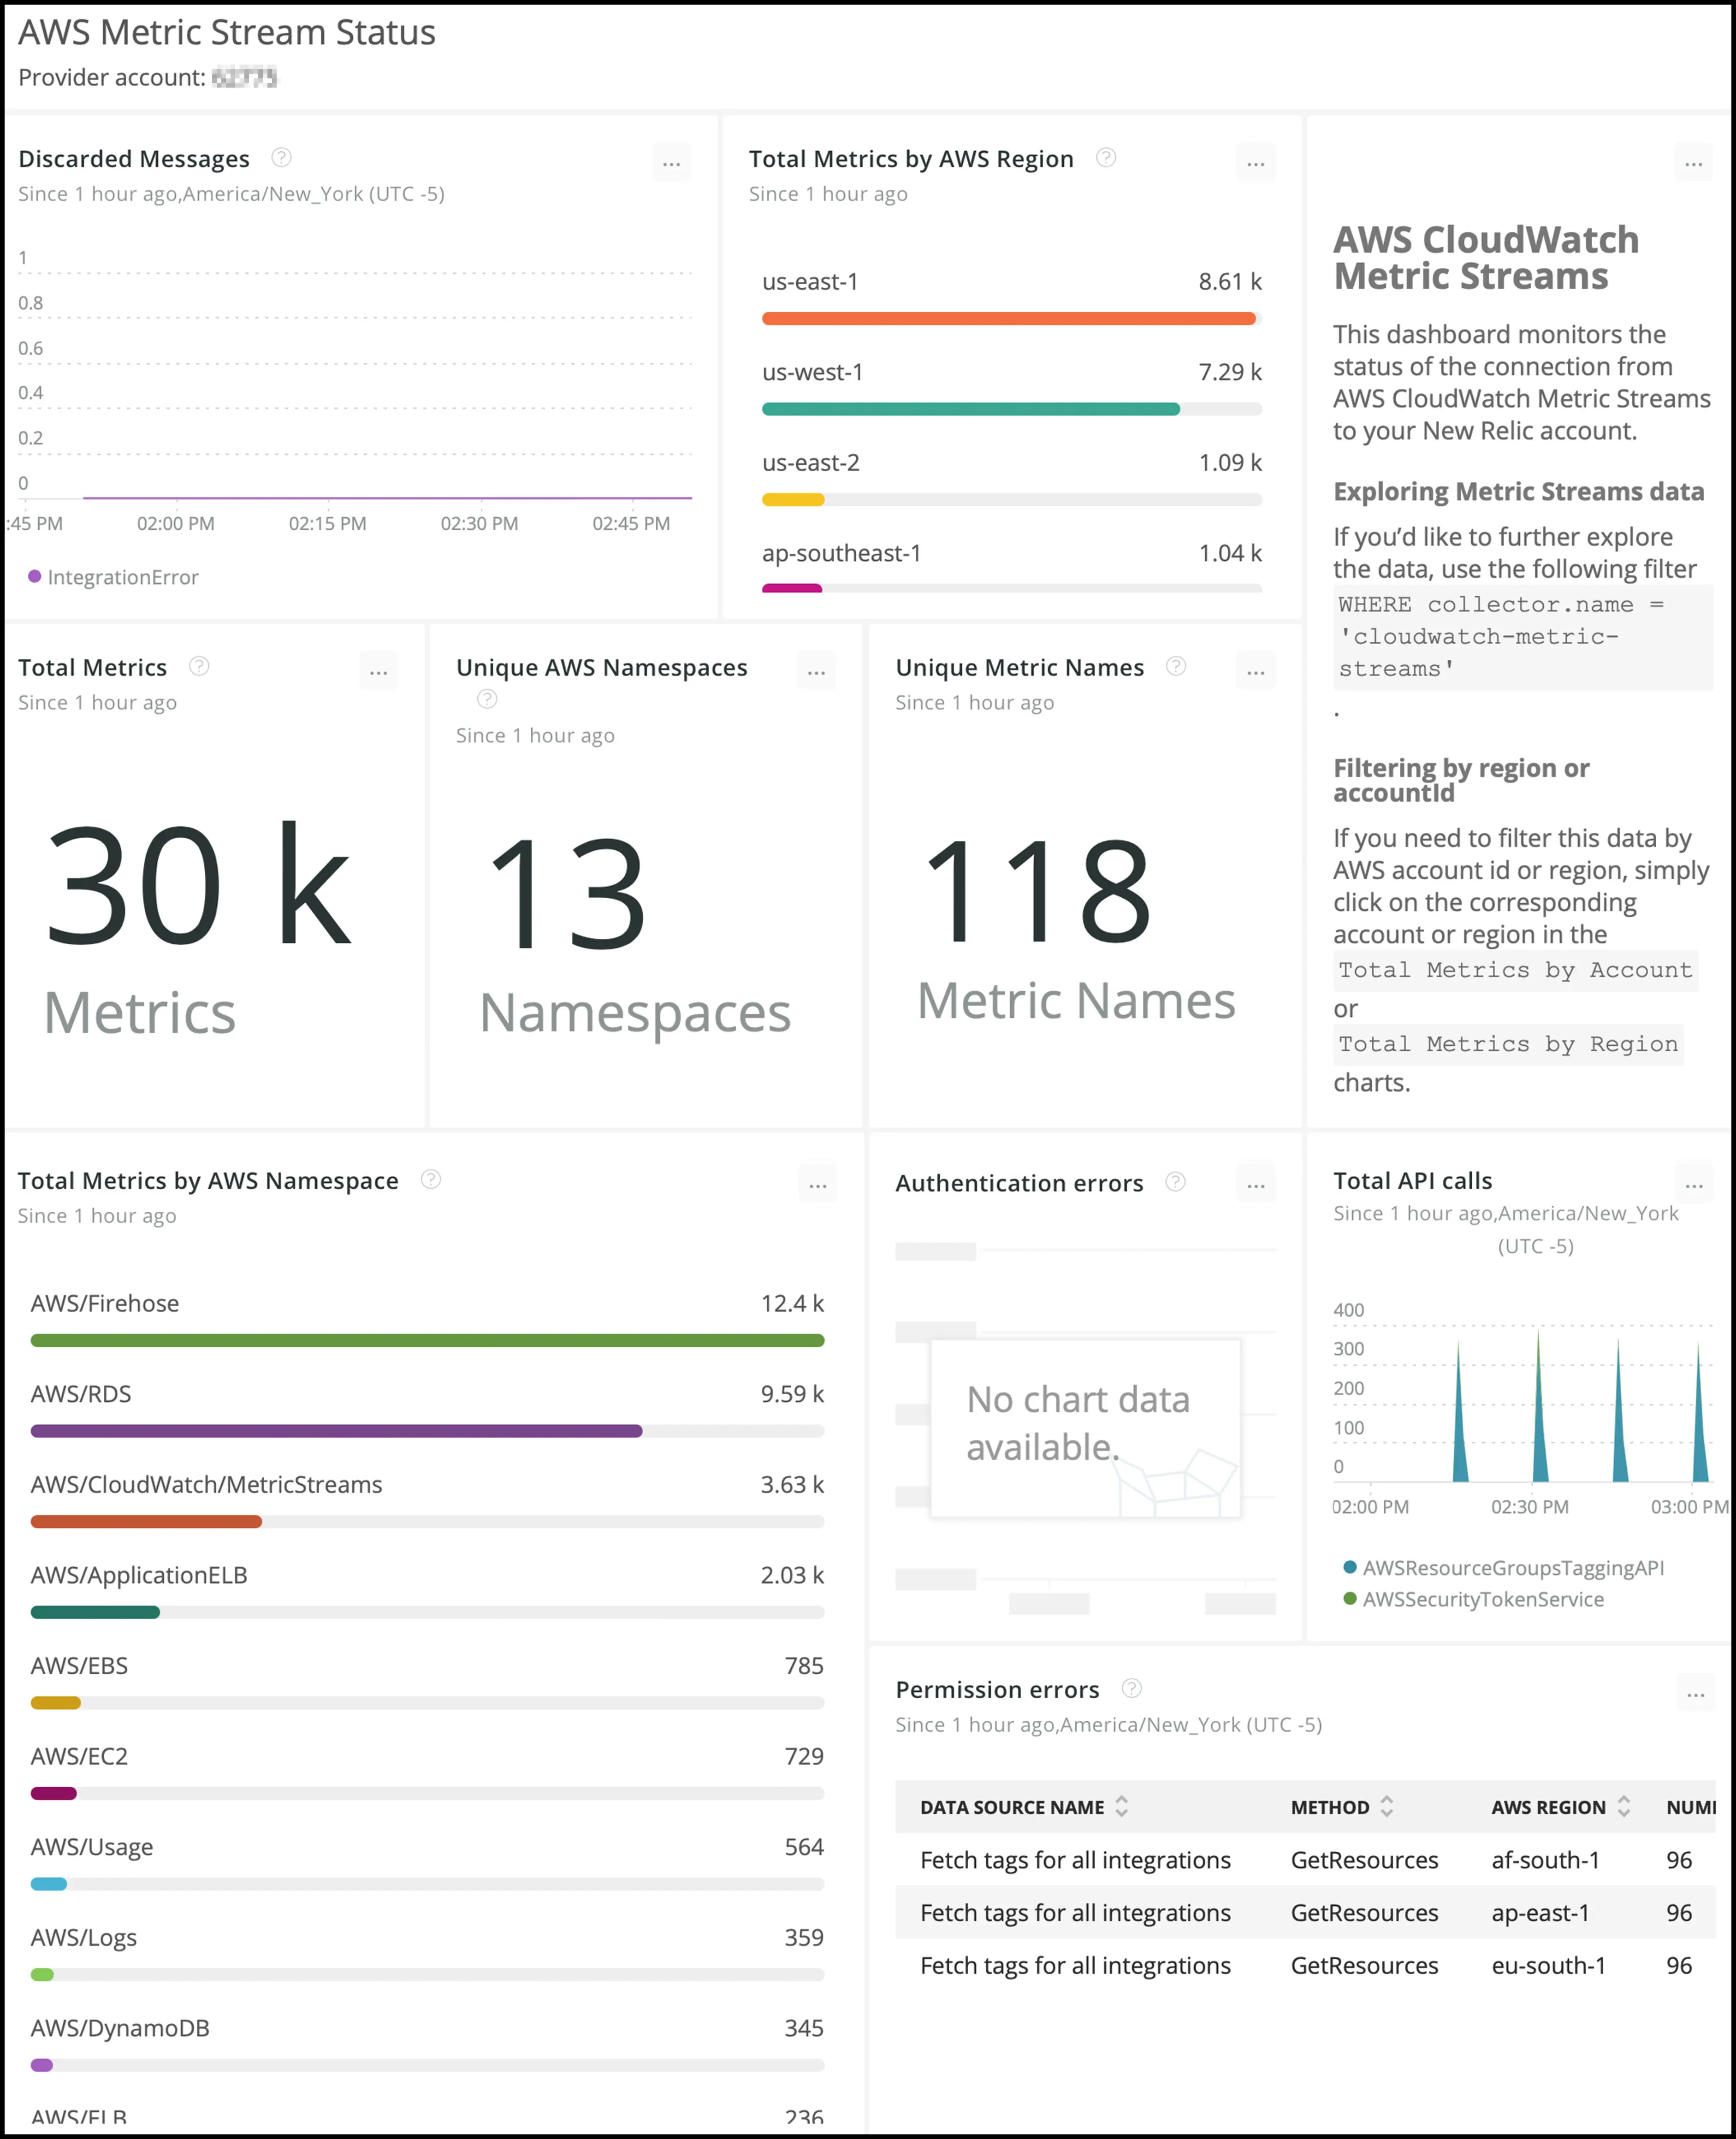 AWS Metric Stream Status
Provider account:
Discarded Messages
Since 1 hour ago,America/New_York (UTC -5)
1
0.8
0.6
0.4
0.2
0
:45 PM 02:00 PM 02:15 PM 02:30 PM 02:45 PM
IntegrationError
Total Metrics by AWS Region
Since 1 hour ago
us-east-1 8.61 k
us-west-1 7.29 k
us-east-2 1.09 k
ap-southeast-1 1.04 k
AWS CloudWatch
Metric Streams
This dashboard monitors the
status of the connection from
AWS CloudWatch Metric Streams
to your New Relic account.
Exploring Metric Streams data
If you’d like to further explore
the data, use the following filter
WHERE collector.name =
'cloudwatch-metric-
streams'
.
Filtering by region or
accountId
If you need to filter this data by
AWS account id or region, simply
click on the corresponding
account or region in the
Total Metrics by Account
or
Total Metrics by Region
charts.
Total Metrics
Since 1 hour ago
30 k
Metrics
Unique AWS Namespaces
Since 1 hour ago
13
Namespaces
Unique Metric Names
Since 1 hour ago
118
Metric Names
Total Metrics by AWS Namespace
Since 1 hour ago
AWS/Firehose 12.4 k
AWS/RDS 9.59 k
AWS/CloudWatch/MetricStreams 3.63 k
AWS/ApplicationELB 2.03 k
AWS/EBS 785
AWS/EC2 729
AWS/Usage 564
AWS/Logs 359
AWS/DynamoDB 345
AWS/ELB 236
Authentication errors
No chart data
available.
Total API calls
Since 1 hour ago,America/New_York
(UTC -5)
400
300
200
100
0
02:00 PM 02:30 PM 03:00 PM
AWSResourceGroupsTaggingAPI
AWSSecurityTokenService
Permission errors
Since 1 hour ago,America/New_York (UTC -5)
DATA SOURCE NAME METHOD AWS REGION NUM
Fetch tags for all integrations GetResources af-south-1 96
Fetch tags for all integrations GetResources ap-east-1 96
Fetch tags for all integrations GetResources eu-south-1 96